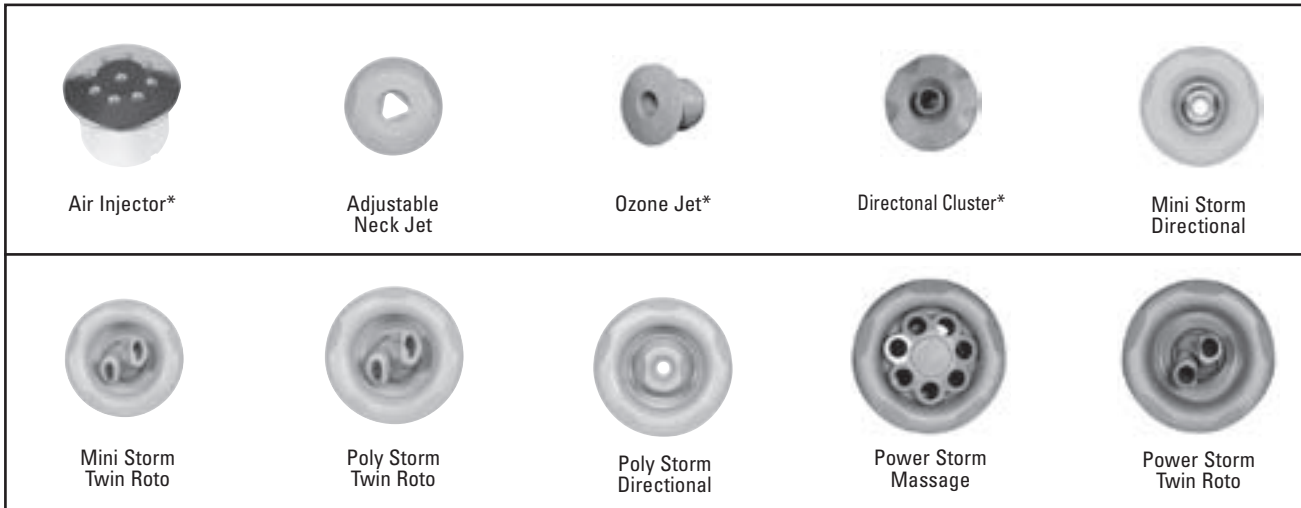 Air Injector*
Adjustable
Neck Jet
Ozone Jet*
Directonal Cluster*
Mini Storm
Directional
Mini Storm
Twin Roto
Poly Storm
Twin Roto
Poly Storm
Directional
Power Storm
Massage
Power Storm
Twin Roto